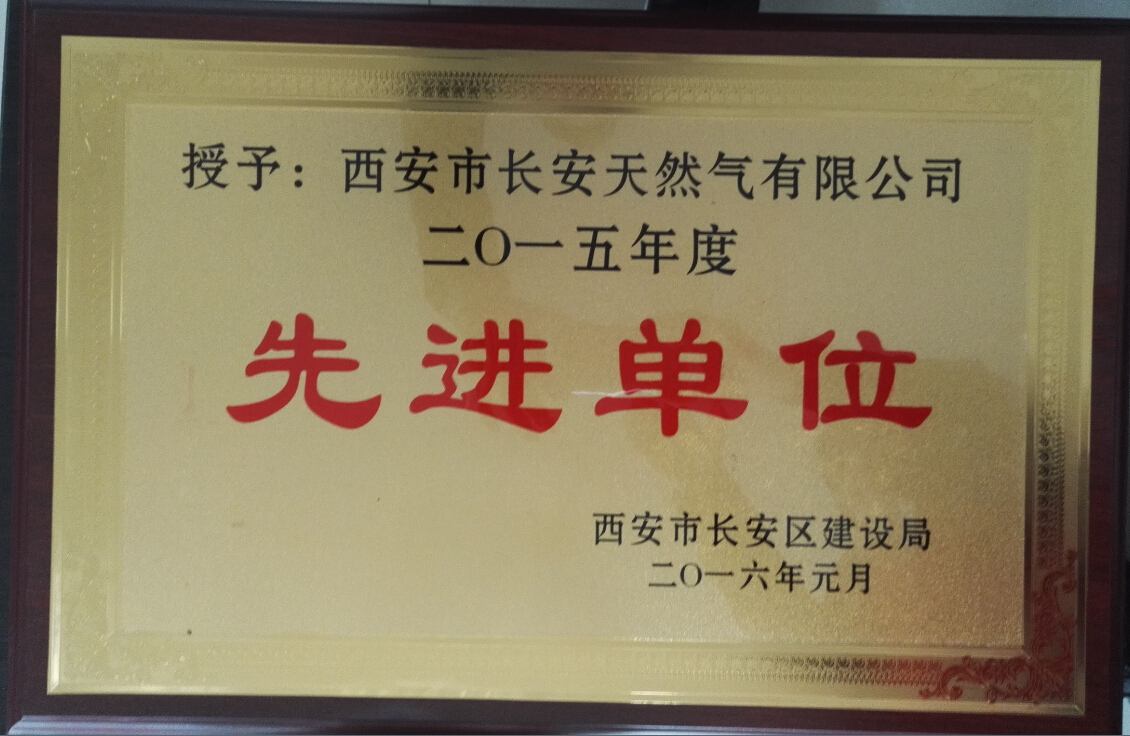 授予：西安市长安天然气有限公司
二〇一五年度
先进单位
西安市长安区建设局
二〇一六年元月